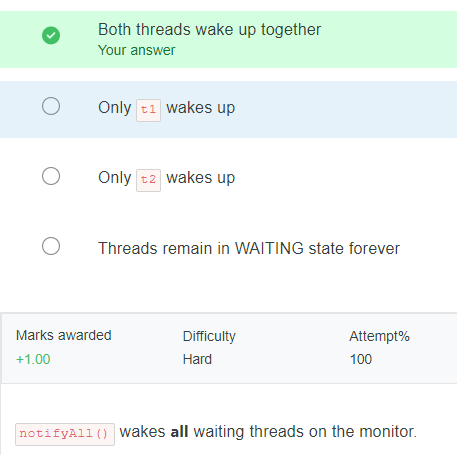 Both threads wake up together
Your answer
Only t1 wakes up
Only t2 wakes up
Threads remain in WAITING state forever
Marks awarded Difficulty Attempt%
+1.00 Hard 100
notifyAll() wakes all waiting threads on the monitor.